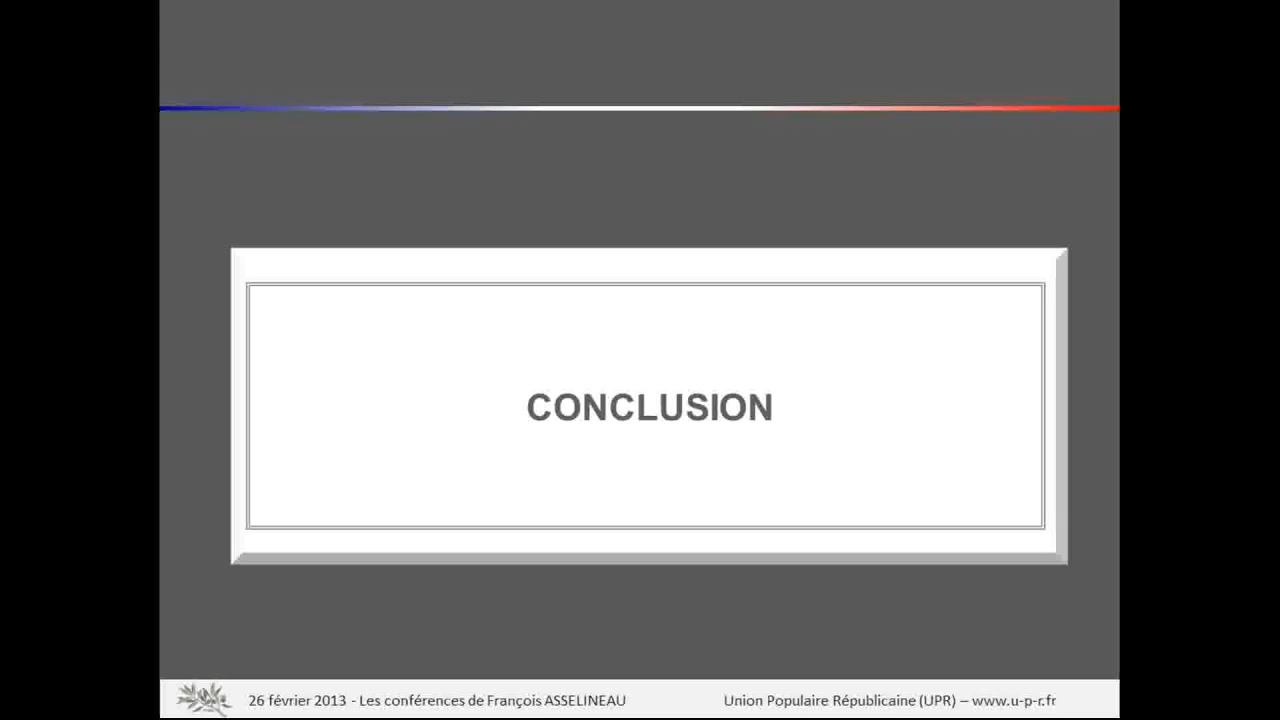 CONCLUSION
26 février 2013 - Les conférences de François ASSELINEAU
Union Populaire Républicaine (UPR) – www.u-p-r.fr